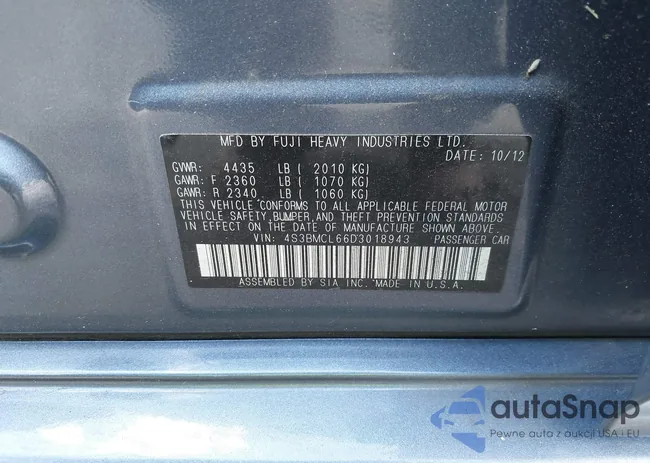 MFD BY FUJI HEAVY INDUSTRIES LTD.
DATE: 10/12
GVWR: 4435 LB ( 2010 KG)
GAWR: F 2360 LB ( 1070 KG)
GAWR: R 2340 LB ( 1060 KG)
THIS VEHICLE CONFORMS TO ALL APPLICABLE FEDERAL MOTOR
VEHICLE SAFETY, BUMPER, AND THEFT PREVENTION STANDARDS
IN EFFECT ON THE DATE OF MANUFACTURE SHOWN ABOVE.
VIN: 4S3BMCL66D3018943 PASSENGER CAR
ASSEMBLED BY SIA INC. MADE IN U.S.A.
autaSnap
Pewne auta z aukcji USA i EU